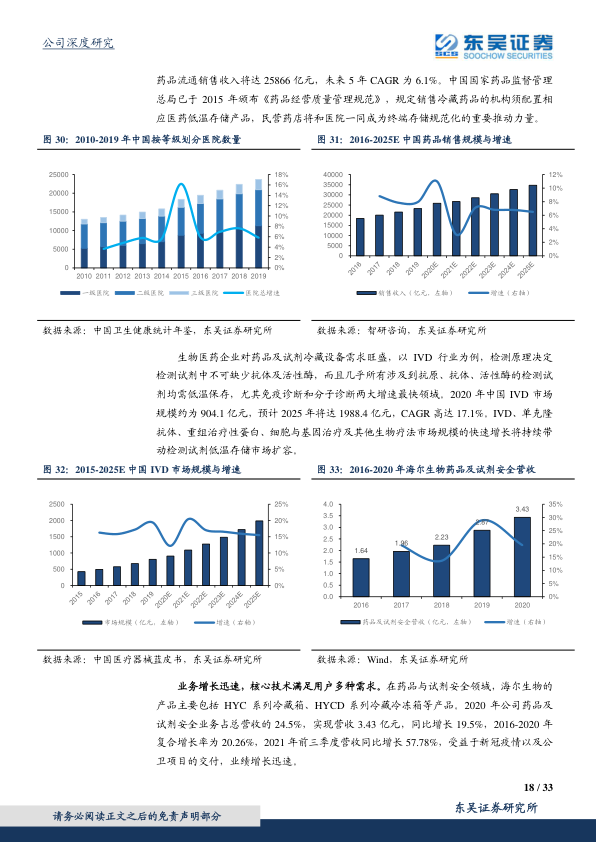 公司深度研究
东吴证券
SCS
SOOCHOW SECURITIES
药品流通销售收入将达 25866 亿元，未来 5 年 CAGR 为 6.1%。中国国家药品监督管理
总局已于 2015 年颁布《药品经营质量管理规范》，规定销售冷藏药品的机构须配置相
应医药低温存储产品，民营药店将和医院一同成为终端存储规范化的重要推动力量。
图 30：2010-2019 年中国按等级划分医院数量
图 31：2016-2025E 中国药品销售规模与增速
25000
20000
15000
10000
5000
0
18%
16%
14%
12%
10%
8%
6%
4%
2%
0%
2010 2011 2012 2013 2014 2015 2016 2017 2018 2019
一级医院 二级医院 三级医院 医院总增速
40000
35000
30000
25000
20000
15000
10000
5000
0
12%
10%
8%
6%
4%
2%
0%
2016 2017 2018 2019 2020E 2021E 2022E 2023E 2024E 2025E
销售收入（亿元，左轴） 增速（右轴）
数据来源：中国卫生健康统计年鉴，东吴证券研究所
数据来源：智研咨询，东吴证券研究所
生物医药企业对药品及试剂冷藏设备需求旺盛，以 IVD 行业为例，检测原理决定
检测试剂中不可缺少抗体及活性酶，而且几乎所有涉及到抗原、抗体、活性酶的检测试
剂均需低温保存，尤其免疫诊断和分子诊断两大增速最快领域。2020 年中国 IVD 市场
规模约为 904.1 亿元，预计 2025 年将达 1988.4 亿元，CAGR 高达 17.1%。IVD、单克隆
抗体、重组治疗性蛋白、细胞与基因治疗及其他生物疗法市场规模的快速增长将持续带
动检测试剂低温存储市场扩容。
图 32：2015-2025E 中国 IVD 市场规模与增速
图 33：2016-2020 年海尔生物药品及试剂安全营收
2500
2000
1500
1000
500
0
25%
20%
15%
10%
5%
0%
2015 2016 2017 2018 2019 2020E 2021E 2022E 2023E 2024E 2025E
市场规模（亿元，左轴） 增速（右轴）
4.0
3.5
3.0
2.5
2.0
1.5
1.0
0.5
0.0
1.64
1.96
2.23
2.87
3.43
35%
30%
25%
20%
15%
10%
5%
0%
2016 2017 2018 2019 2020
药品及试剂安全营收（亿元，左轴） 增速（右轴）
数据来源：中国医疗器械蓝皮书，东吴证券研究所
数据来源：Wind，东吴证券研究所
业务增长迅速，核心技术满足用户多种需求。在药品与试剂安全领域，海尔生物的
产品主要包括 HYC 系列冷藏箱、HYCD 系列冷藏冷冻箱等产品。2020 年公司药品及
试剂安全业务占总营收的 24.5%，实现营收 3.43 亿元，同比增长 19.5%，2016-2020 年
复合增长率为 20.26%，2021 年前三季度营收同比增长 57.78%，受益于新冠疫情以及公
卫项目的交付，业绩增长迅速。
18 / 33
东吴证券研究所
请务必阅读正文之后的免责声明部分